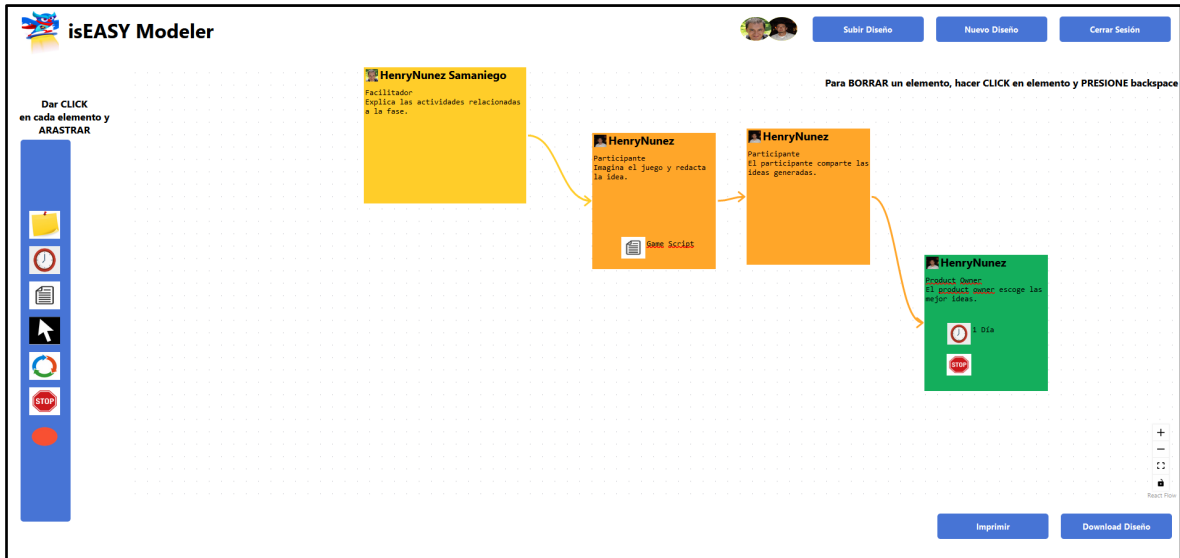 isEASY Modeler
Subir Diseño
Nuevo Diseño
Cerrar Sesión
Para BORRAR un elemento, hacer CLICK en elemento y PRESIONE backspace
Dar CLICK
en cada elemento y
ARASTRAR
STOP
HenryNunez Samaniego
Facilitador
Explica las actividades relacionadas
a la fase.
HenryNunez
Participante
Imagina el juego y redacta
la idea.
Game Script
HenryNunez
Participante
El participante comparte las
ideas generadas.
HenryNunez
Product Owner
El product owner escoge las
mejor ideas.
1 Día
STOP
React Flow
Imprimir
Download Diseño